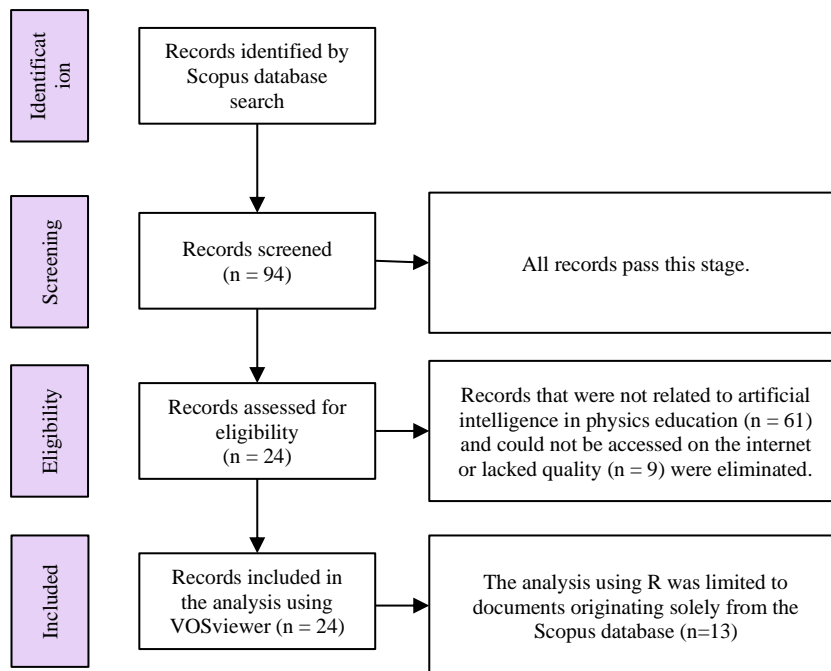 Identificat
ion
Records identified by
Scopus database
search
Screening
Records screened
(n = 94)
All records pass this stage.
Eligibility
Records assessed for
eligibility
(n = 24)
Records that were not related to artificial
intelligence in physics education (n = 61)
and could not be accessed on the internet
or lacked quality (n = 9) were eliminated.
Included
Records included in
the analysis using
VOSviewer (n = 24)
The analysis using R was limited to
documents originating solely from the
Scopus database (n=13)